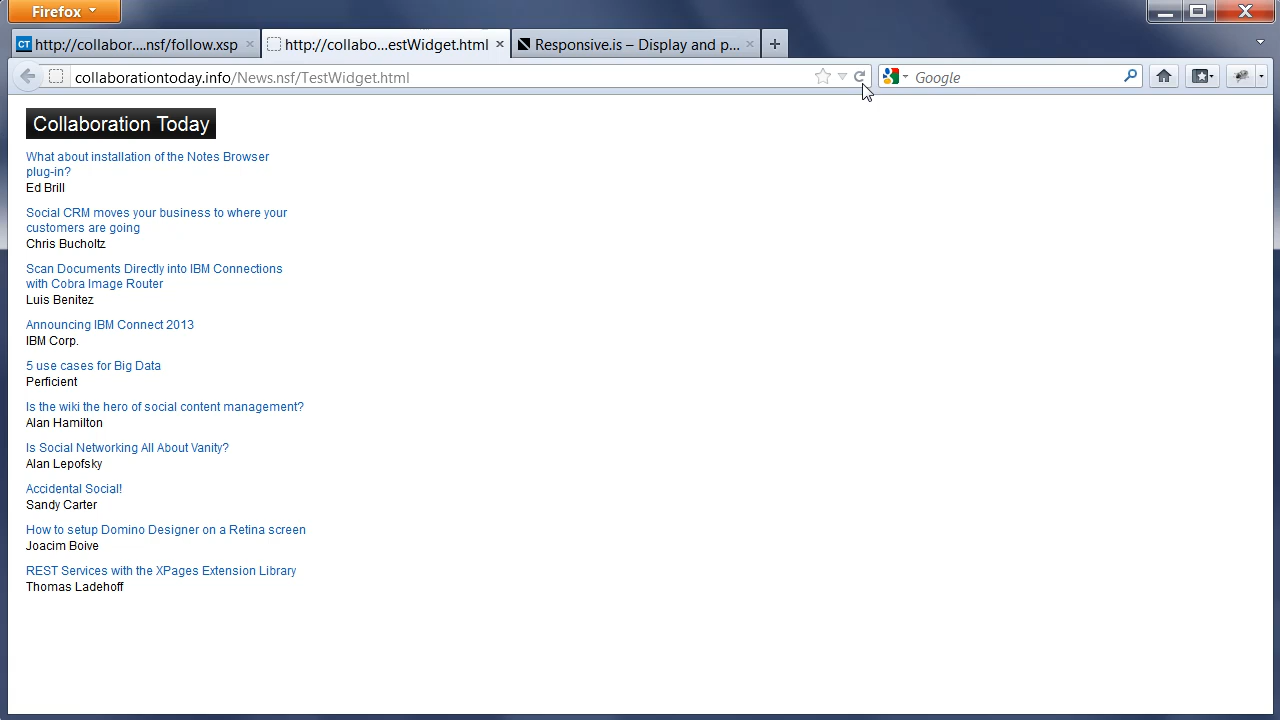 Firefox
http://collabor....nsf/follow.xsp
http://collabo...estWidget.html
Responsive.is – Display and p...
collaborationtoday.info/News.nsf/TestWidget.html
Google
Collaboration Today
What about installation of the Notes Browser
plug-in?
Ed Brill
Social CRM moves your business to where your
customers are going
Chris Bucholtz
Scan Documents Directly into IBM Connections
with Cobra Image Router
Luis Benitez
Announcing IBM Connect 2013
IBM Corp.
5 use cases for Big Data
Perficient
Is the wiki the hero of social content management?
Alan Hamilton
Is Social Networking All About Vanity?
Alan Lepofsky
Accidental Social!
Sandy Carter
How to setup Domino Designer on a Retina screen
Joacim Boive
REST Services with the XPages Extension Library
Thomas Ladehoff